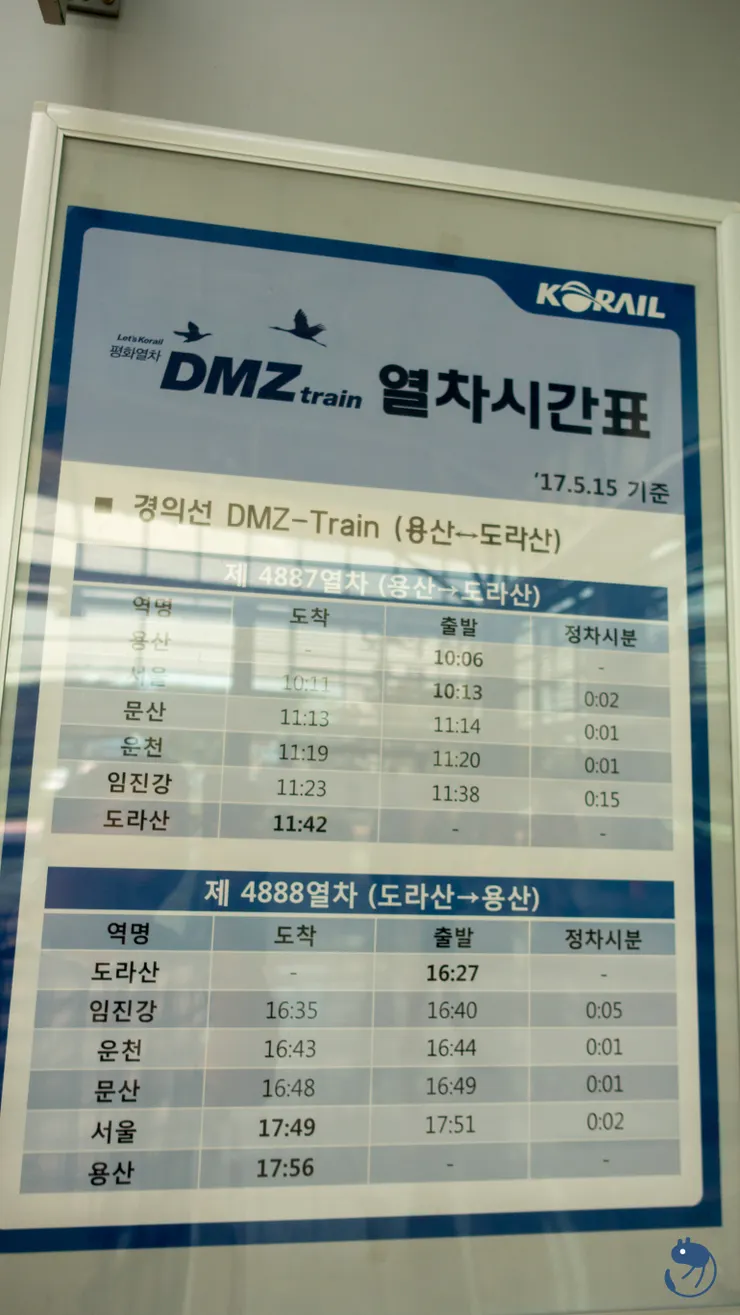 KORAIL
Let's Korail
평화열차 DMZ train 열차시간표
'17.5.15 기준
■ 경의선 DMZ-Train (용산↔도라산)
제 4887열차 (용산→도라산)
역명 도착 출발 정차시분
용산 - 10:06 -
서울 10:11 10:13 0:02
문산 11:13 11:14 0:01
운천 11:19 11:20 0:01
임진강 11:23 11:38 0:15
도라산 11:42 - -
제 4888열차 (도라산→용산)
역명 도착 출발 정차시분
도라산 - 16:27 -
임진강 16:35 16:40 0:05
운천 16:43 16:44 0:01
문산 16:48 16:49 0:01
서울 17:49 17:51 0:02
용산 17:56 - -